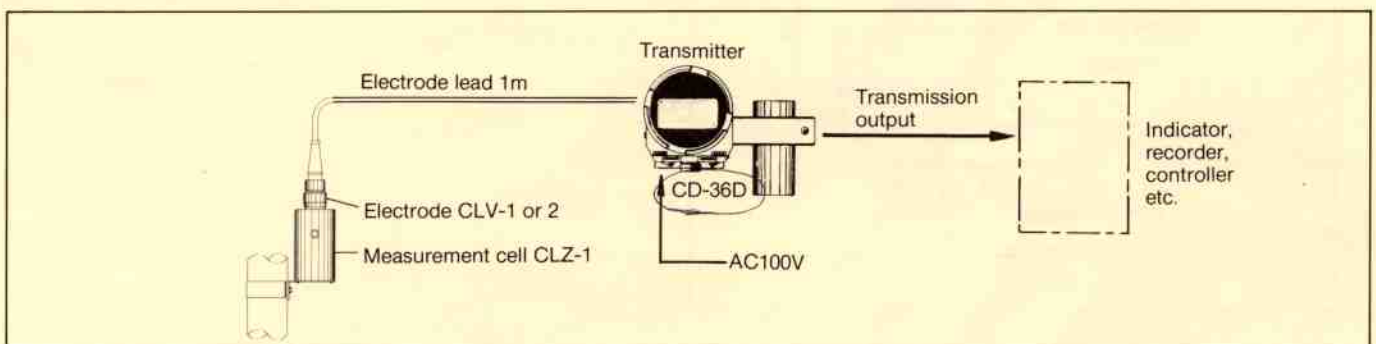 Transmitter
Electrode lead 1m
Transmission
output
Indicator,
recorder,
controller
etc.
CD-36D
Electrode CLV-1 or 2
Measurement cell CLZ-1
AC100V